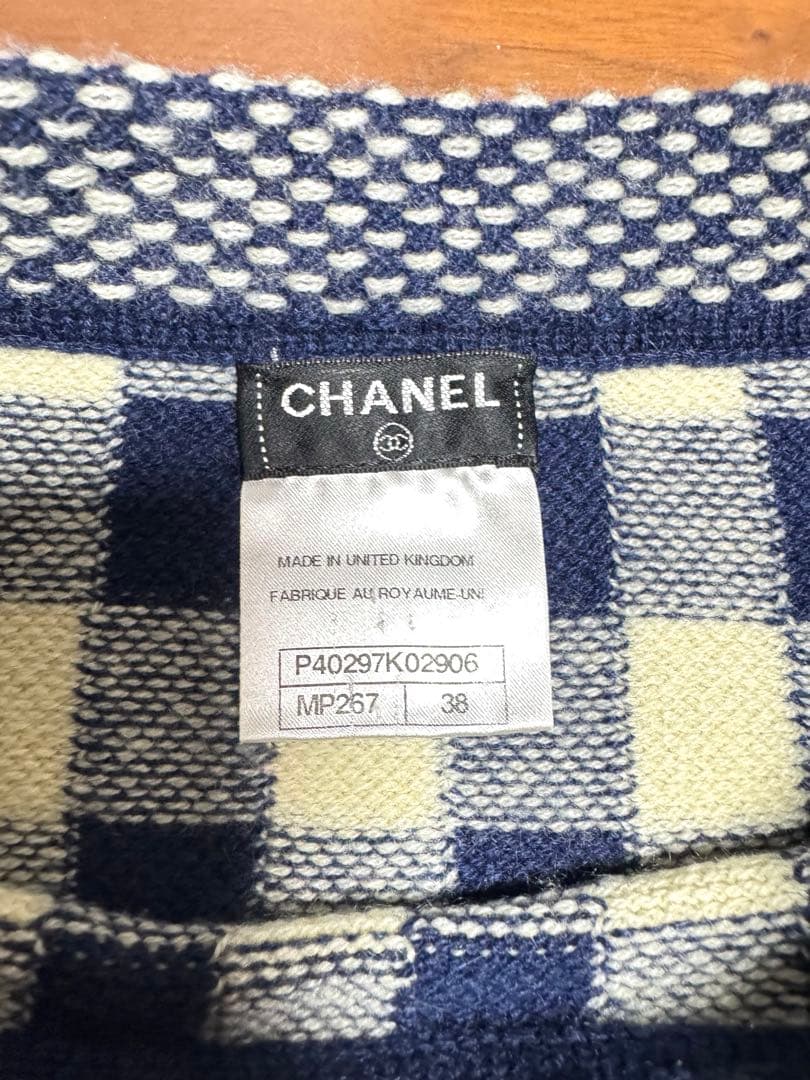 CHANEL
MADE IN UNITED KINGDOM
FABRIQUE AU ROYAUME-UNI
P40297K02906
MP267 38